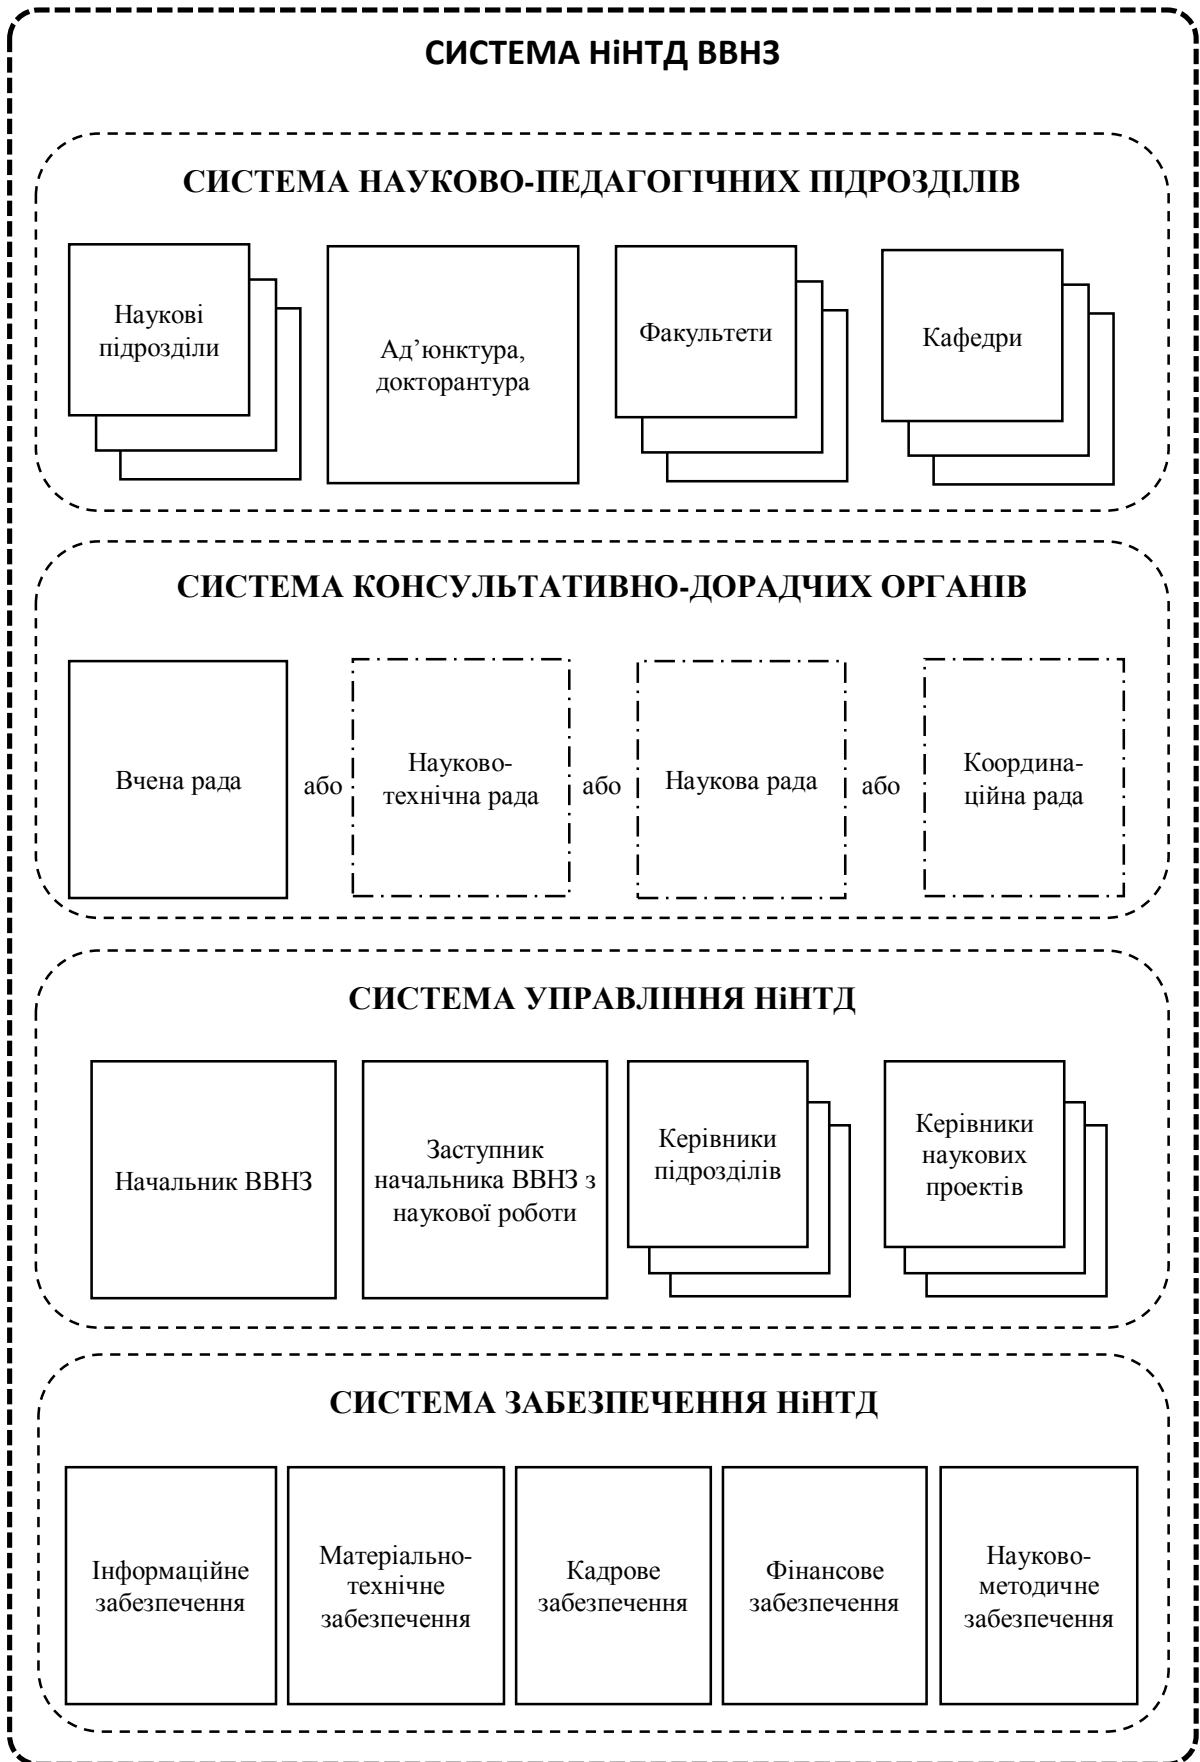 СИСТЕМА НіНТД ВВНЗ
СИСТЕМА НАУКОВО-ПЕДАГОГІЧНИХ ПІДРОЗДІЛІВ
Наукові
підрозділи
Ад’юнктура,
докторантура
Факультети
Кафедри
СИСТЕМА КОНСУЛЬТАТИВНО-ДОРАДЧИХ ОРГАНІВ
Вчена рада
або
Науково-
технічна рада
або
Наукова рада
або
Координа-
ційна рада
СИСТЕМА УПРАВЛІННЯ НіНТД
Начальник ВВНЗ
Заступник
начальника ВВНЗ з
наукової роботи
Керівники
підрозділів
Керівники
наукових
проектів
СИСТЕМА ЗАБЕЗПЕЧЕННЯ НіНТД
Інформаційне
забезпечення
Матеріально-
технічне
забезпечення
Кадрове
забезпечення
Фінансове
забезпечення
Науково-
методичне
забезпечення